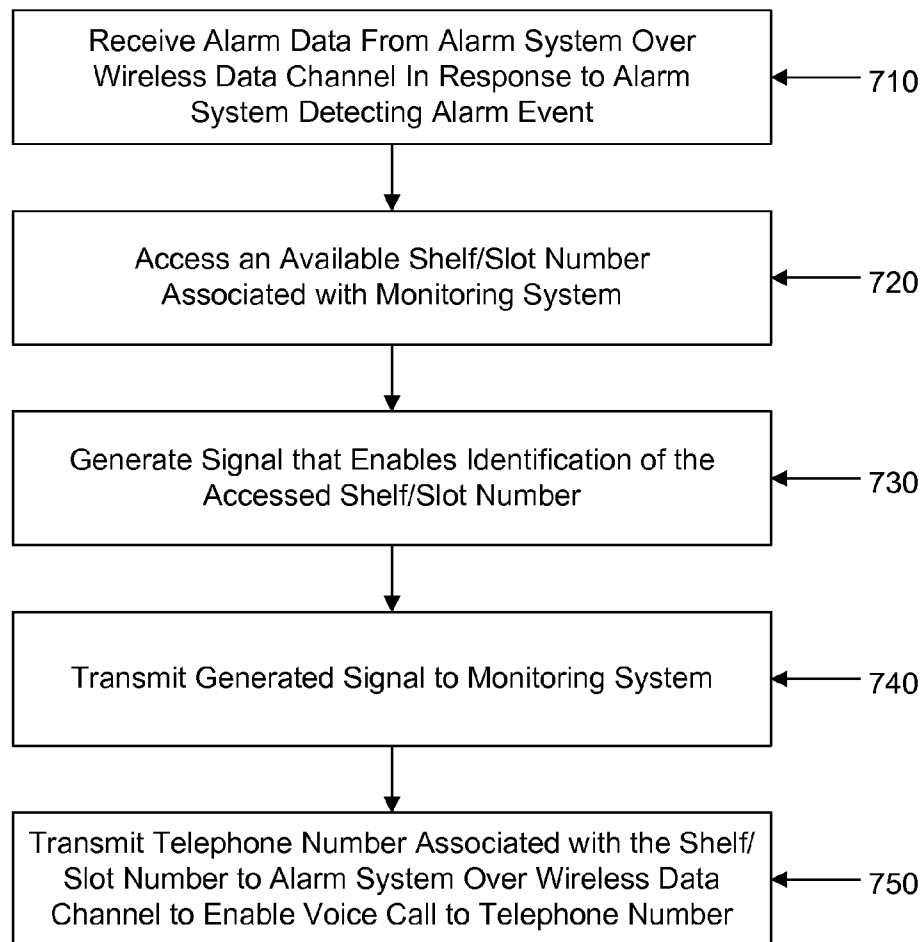 Receive Alarm Data From Alarm System Over
Wireless Data Channel In Response to Alarm
System Detecting Alarm Event
710
Access an Available Shelf/Slot Number
Associated with Monitoring System
720
Generate Signal that Enables Identification of the
Accessed Shelf/Slot Number
730
Transmit Generated Signal to Monitoring System
740
Transmit Telephone Number Associated with the Shelf/
Slot Number to Alarm System Over Wireless Data
Channel to Enable Voice Call to Telephone Number
750